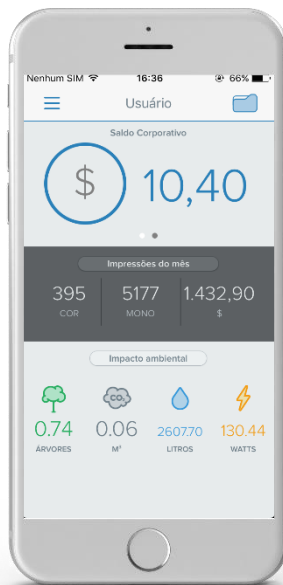 Nenhum SIM 16:36 66%
Usuário
Saldo Corporativo
$ 10,40
Impressões do mês
395 5177 1.432,90
COR MONO $
Impacto ambiental
CO₂
0.74 0.06 2607.70 130.44
ÁRVORES M³ LITROS WATTS